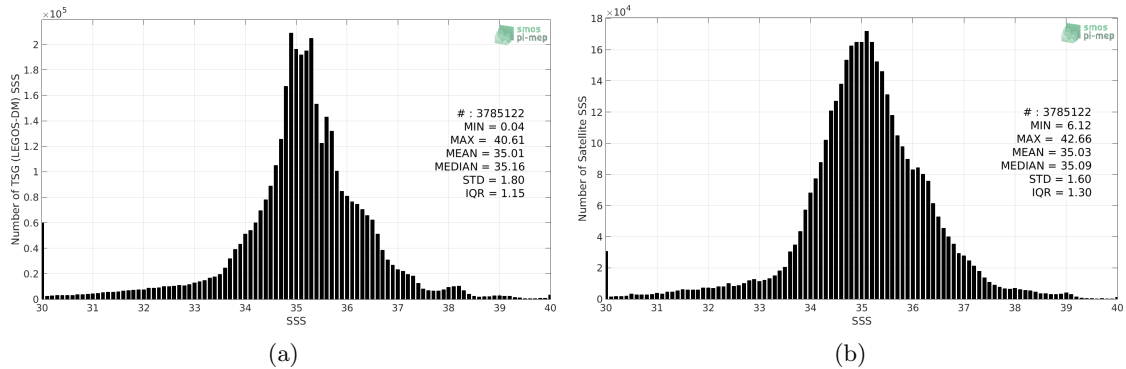 ×10⁵
smos
pi-mep
Number of TSG (LEGOS-DM) SSS
2
1.8
1.6
1.4
1.2
1
0.8
0.6
0.4
0.2
0
# : 3785122
MIN = 0.04
MAX = 40.61
MEAN = 35.01
MEDIAN = 35.16
STD = 1.80
IQR = 1.15
30 31 32 33 34 35 36 37 38 39 40
SSS
(a)
×10⁴
smos
pi-mep
Number of Satellite SSS
18
16
14
12
10
8
6
4
2
0
# : 3785122
MIN = 6.12
MAX = 42.66
MEAN = 35.03
MEDIAN = 35.09
STD = 1.60
IQR = 1.30
30 31 32 33 34 35 36 37 38 39 40
SSS
(b)